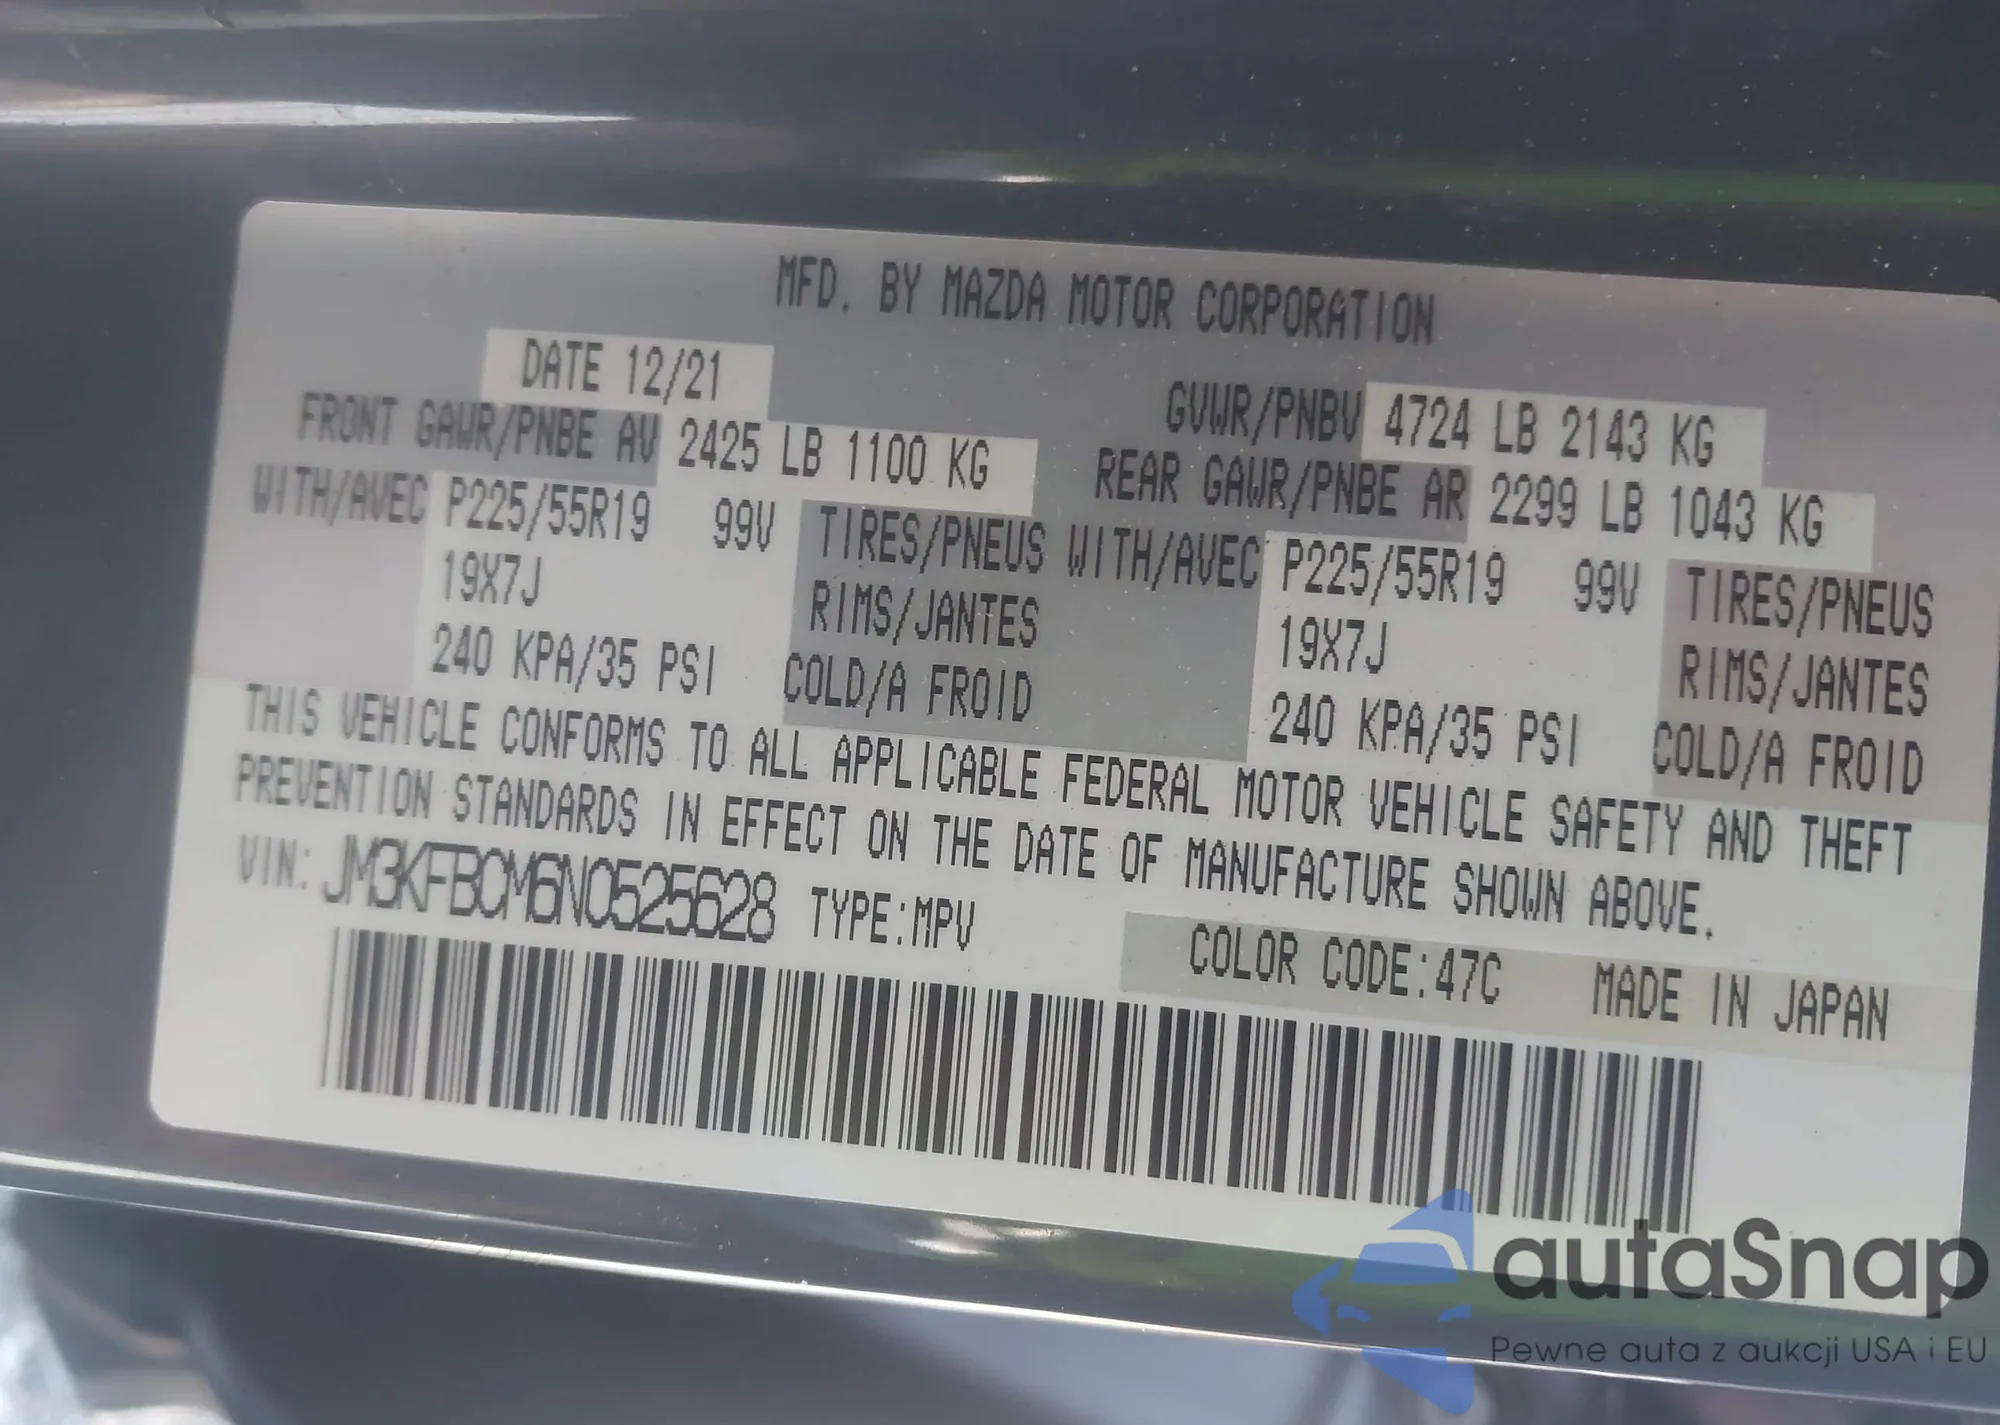 MFD. BY MAZDA MOTOR CORPORATION
DATE 12/21
GVWR/PNBV 4724 LB 2143 KG
FRONT GAWR/PNBE AV 2425 LB 1100 KG
REAR GAWR/PNBE AR 2299 LB 1043 KG
WITH/AVEC P225/55R19 99V TIRES/PNEUS WITH/AVEC P225/55R19 99V TIRES/PNEUS
19X7J RIMS/JANTES 19X7J RIMS/JANTES
240 KPA/35 PSI COLD/A FROID 240 KPA/35 PSI COLD/A FROID
THIS VEHICLE CONFORMS TO ALL APPLICABLE FEDERAL MOTOR VEHICLE SAFETY AND THEFT
PREVENTION STANDARDS IN EFFECT ON THE DATE OF MANUFACTURE SHOWN ABOVE.
VIN: JM3KFBCM6N0525628 TYPE:MPV
COLOR CODE:47C MADE IN JAPAN
autaSnap
Pewne auta z aukcji USA i EU